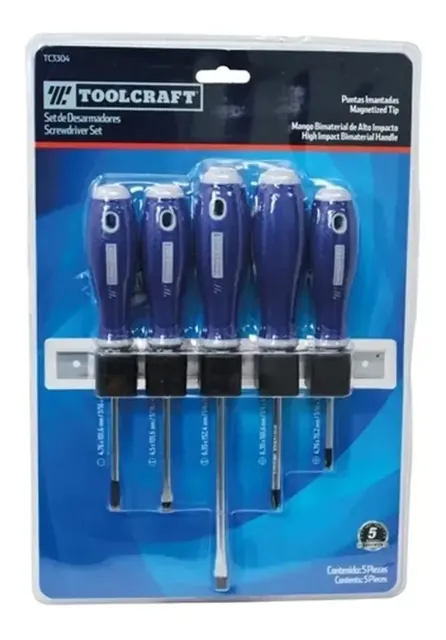 TC3304
TOOLCRAFT
Set de Desarmadores
Screwdriver Set
Puntas Imantadas
Magnetized Tip
Mango Bimaterial de Alto Impacto
High Impact Bimaterial Handle
5
Contenido: 5 Piezas
Contents: 5 Pieces